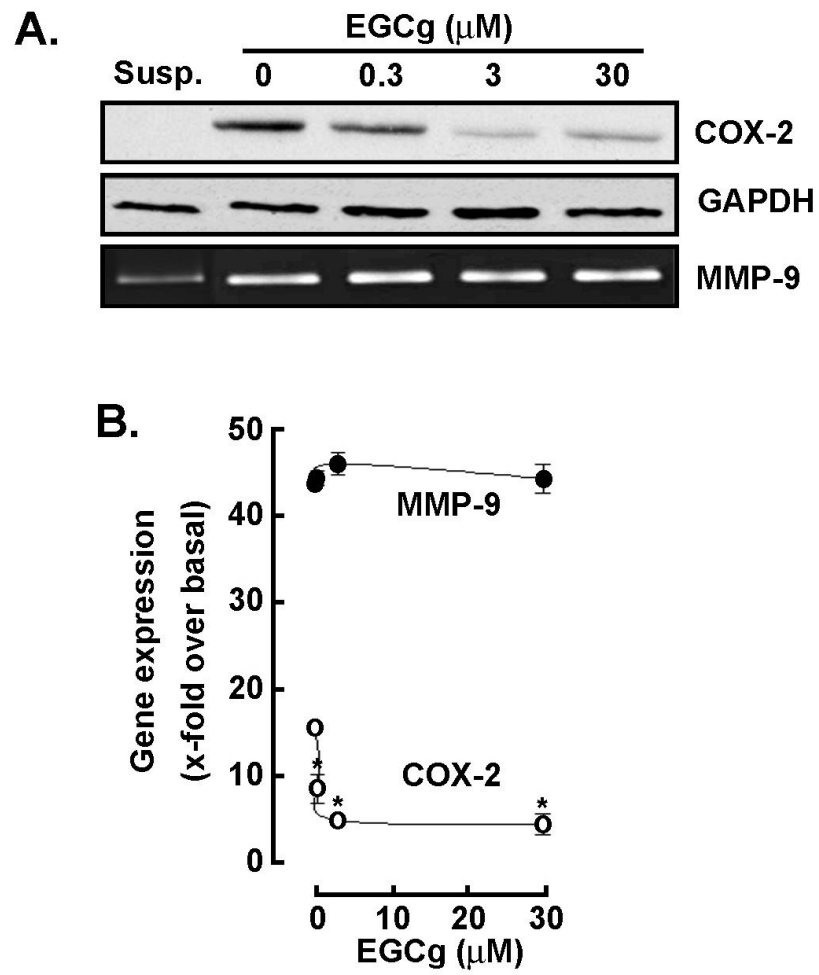 A.
EGCg (μM)
Susp. 0 0.3 3 30
COX-2
GAPDH
MMP-9
B.
Gene expression
(x-fold over basal)
50
40
30
20
10
0
MMP-9
COX-2
*
*
*
0 10 20 30
EGCg (μM)